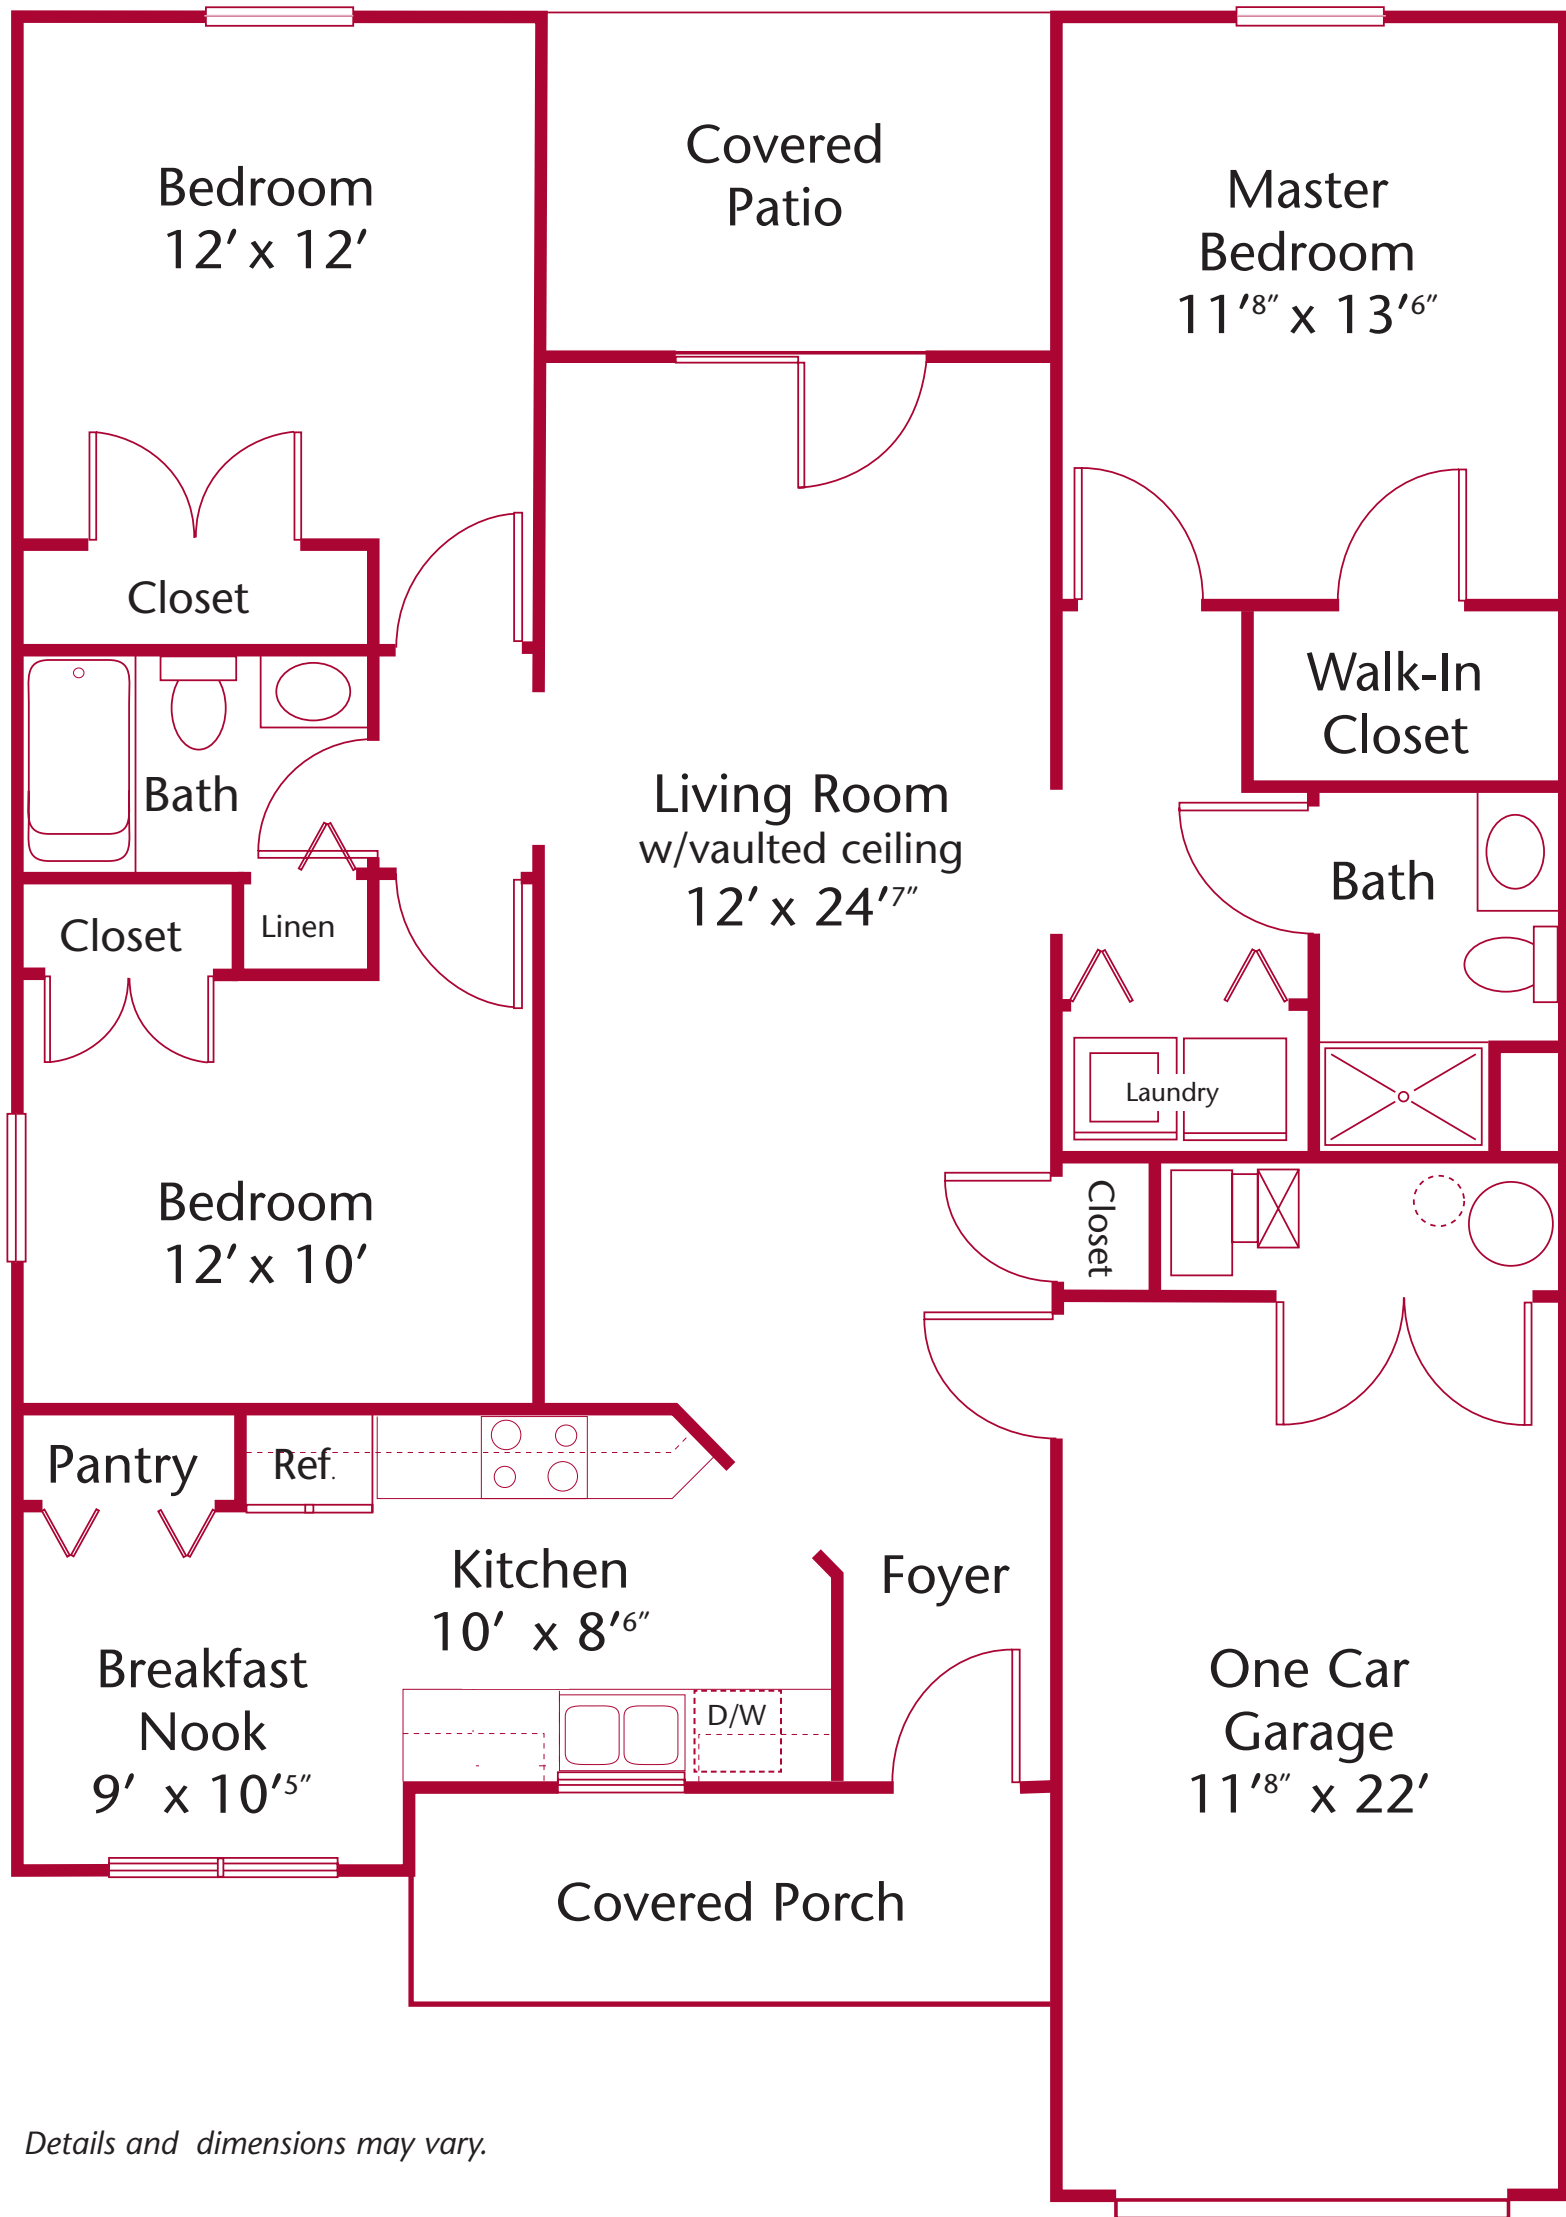 Bedroom
12' x 12'
Covered
Patio
Master
Bedroom
11'8" x 13'6"
Closet
Walk-In
Closet
Bath
Living Room
w/vaulted ceiling
12' x 24'7"
Bath
Closet
Linen
Laundry
Bedroom
12' x 10'
Closet
Pantry
Ref.
Kitchen
10' x 8'6"
Foyer
Breakfast
Nook
9' x 10'5"
D/W
One Car
Garage
11'8" x 22'
Covered Porch
Details and dimensions may vary.